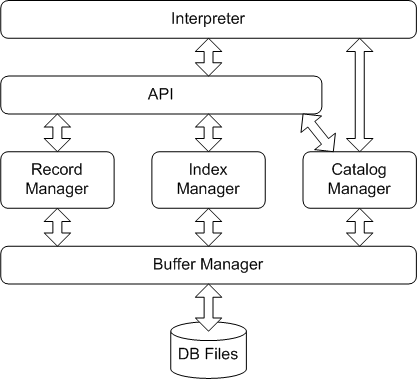 Interpreter
API
Record
Manager
Index
Manager
Catalog
Manager
Buffer Manager
DB Files